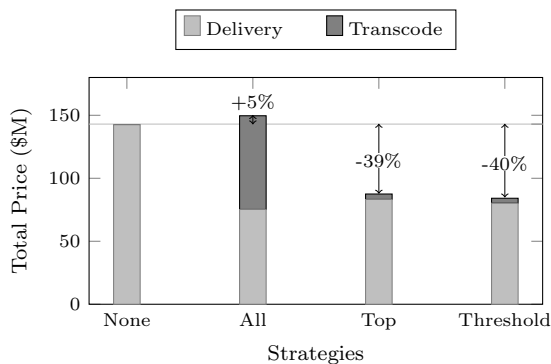 Delivery Transcode
Total Price ($M)
150
100
50
0
+5%
-39%
-40%
None All Top Threshold
Strategies